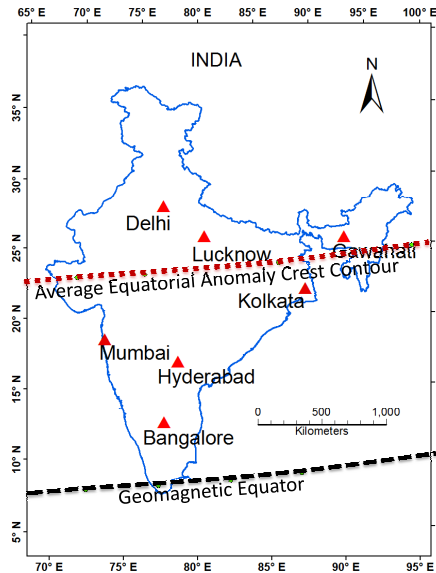 65° E 70° E 75° E 80° E 85° E 90° E 95° E 100° E
INDIA
N
35° N
30° N
Delhi
Lucknow
Gawahati
25° N
Average Equatorial Anomaly Crest Contour
Kolkata
20° N
Mumbai
Hyderabad
15° N
0 500 1,000
Kilometers
Bangalore
10° N
Geomagnetic Equator
5° N
70° E 75° E 80° E 85° E 90° E 95° E